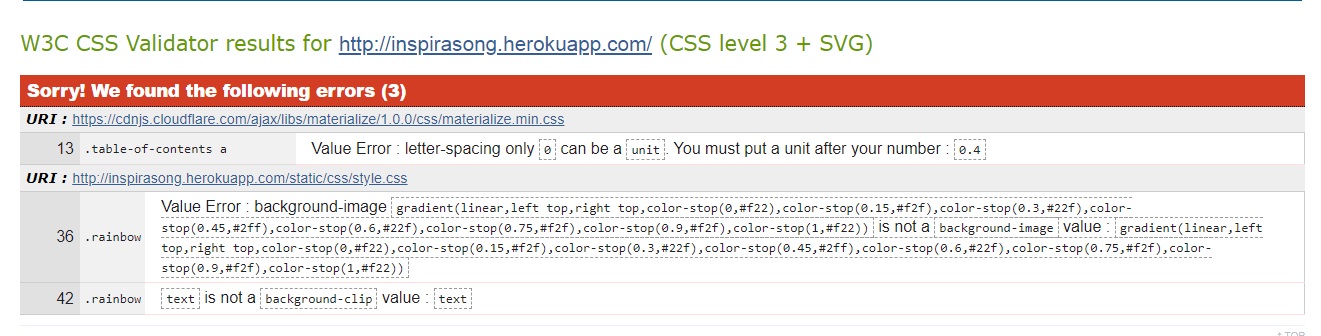 W3C CSS Validator results for http://inspirasong.herokuapp.com/ (CSS level 3 + SVG)
Sorry! We found the following errors (3)
URI : https://cdnjs.cloudflare.com/ajax/libs/materialize/1.0.0/css/materialize.min.css
13 .table-of-contents a Value Error : letter-spacing only 0 can be a unit. You must put a unit after your number : 0.4
URI : http://inspirasong.herokuapp.com/static/css/style.css
36 .rainbow Value Error : background-image gradient(linear,left top,right top,color-stop(0,#f22),color-stop(0.15,#f2f),color-stop(0.3,#22f),color-
stop(0.45,#2ff),color-stop(0.6,#22f),color-stop(0.75,#f2f),color-stop(0.9,#f2f),color-stop(1,#f22)) is not a background-image value : gradient(linear,left
top,right top,color-stop(0,#f22),color-stop(0.15,#f2f),color-stop(0.3,#22f),color-stop(0.45,#2ff),color-stop(0.6,#22f),color-stop(0.75,#f2f),color-
stop(0.9,#f2f),color-stop(1,#f22))
42 .rainbow text is not a background-clip value : text